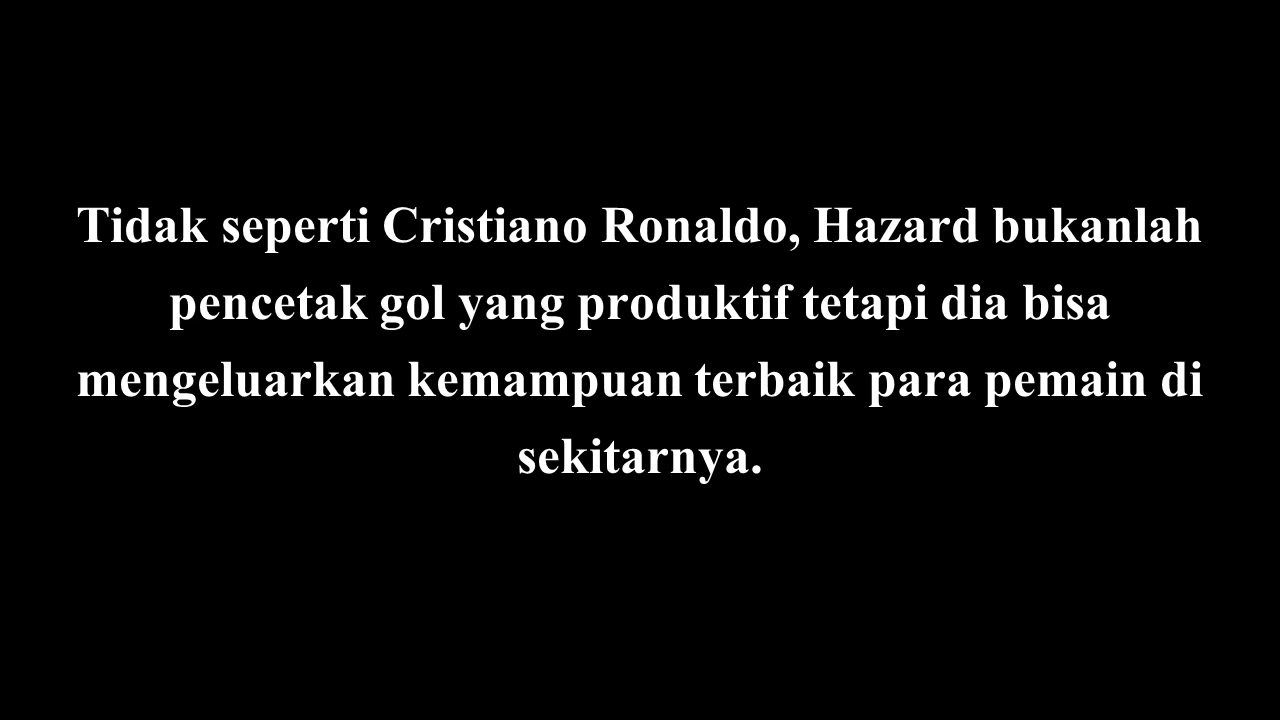 Tidak seperti Cristiano Ronaldo, Hazard bukanlah
pencetak gol yang produktif tetapi dia bisa
mengeluarkan kemampuan terbaik para pemain di
sekitarnya.